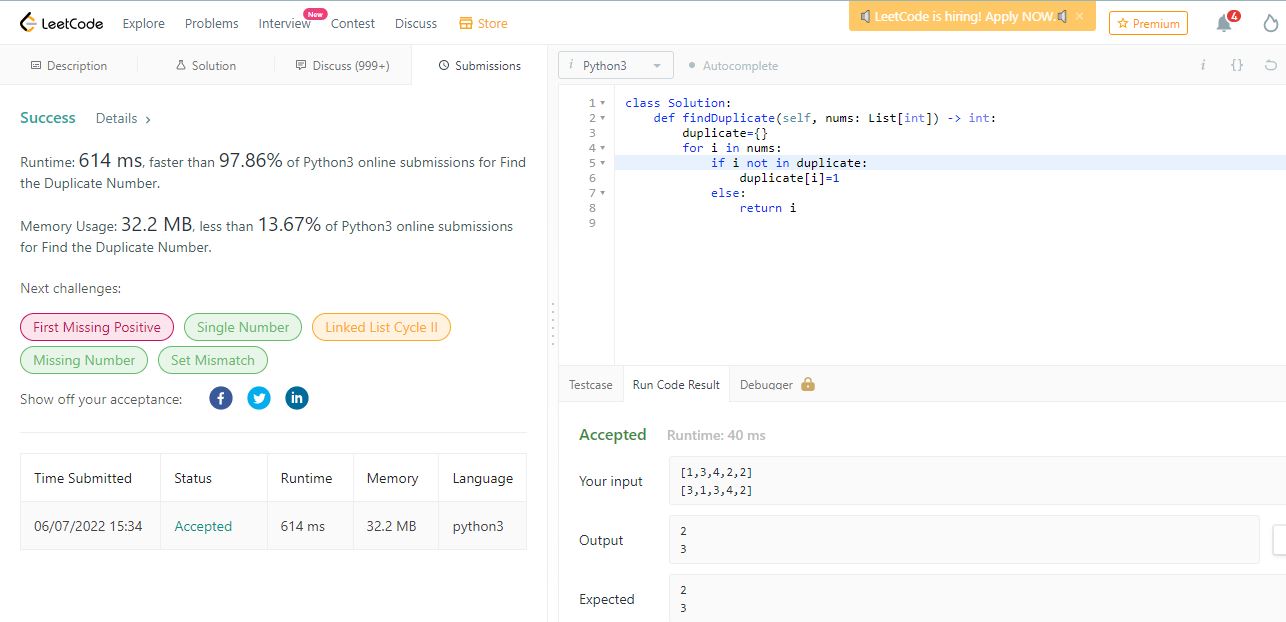 LeetCode
Explore
Problems
Interview
New
Contest
Discuss
Store
LeetCode is hiring! Apply NOW.
×
Premium
4
Description
Solution
Discuss (999+)
Submissions
i Python3
Autocomplete
i {}
Success
Details >
Runtime: 614 ms, faster than 97.86% of Python3 online submissions for Find
the Duplicate Number.
Memory Usage: 32.2 MB, less than 13.67% of Python3 online submissions
for Find the Duplicate Number.
Next challenges:
First Missing Positive
Single Number
Linked List Cycle II
Missing Number
Set Mismatch
Show off your acceptance:
f
in
Time Submitted Status Runtime Memory Language
06/07/2022 15:34 Accepted 614 ms 32.2 MB python3
1 class Solution:
2     def findDuplicate(self, nums: List[int]) -> int:
3         duplicate={}
4         for i in nums:
5             if i not in duplicate:
6                 duplicate[i]=1
7             else:
8                 return i
9
Testcase
Run Code Result
Debugger
Accepted
Runtime: 40 ms
Your input
[1,3,4,2,2]
[3,1,3,4,2]
Output
2
3
Expected
2
3